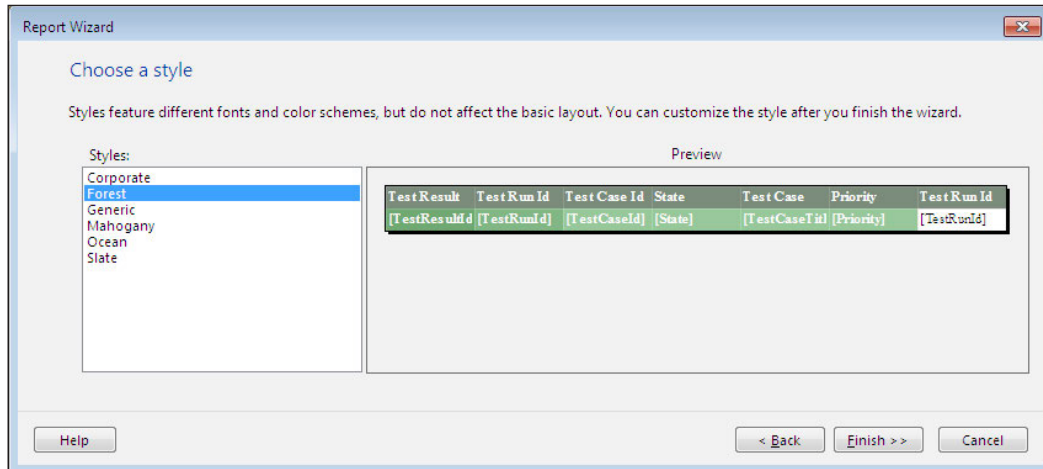 Report Wizard
Choose a style
Styles feature different fonts and color schemes, but do not affect the basic layout. You can customize the style after you finish the wizard.
Styles:
Preview
Corporate
Forest
Generic
Mahogany
Ocean
Slate
Test Result Test Run Id Test Case Id State Test Case Priority Test Run Id
[TestResultId [TestRunId] [TestCaseId] [State] [TestCaseTitl [Priority] [TestRunId]
Help
< Back
Finish >>
Cancel